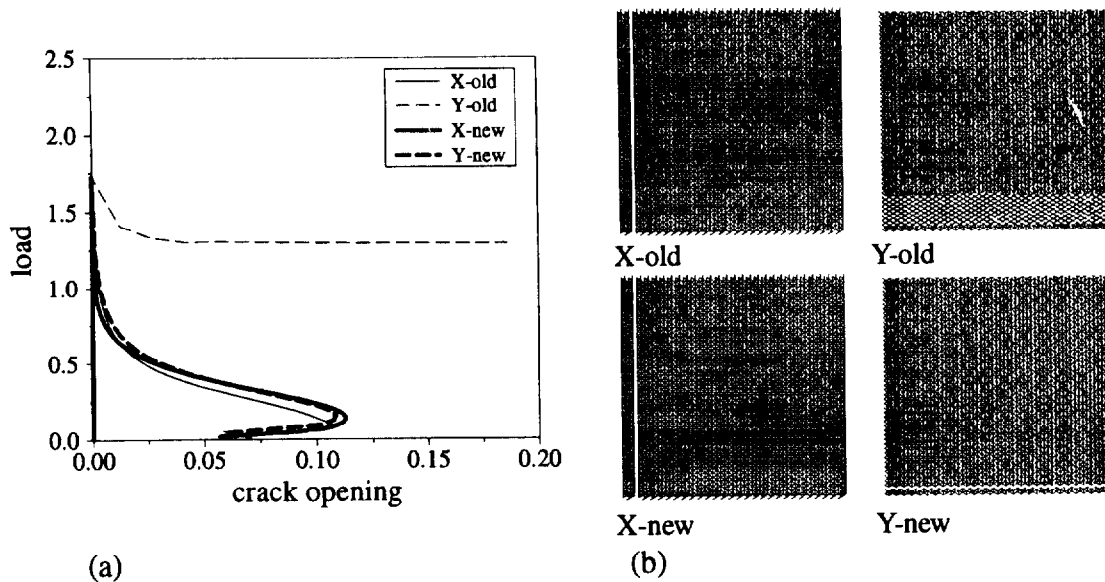 2.5
2.0
1.5
1.0
0.5
0.0
load
0.00 0.05 0.10 0.15 0.20
crack opening
X-old
Y-old
X-new
Y-new
(a)
X-old
Y-old
X-new
Y-new
(b)